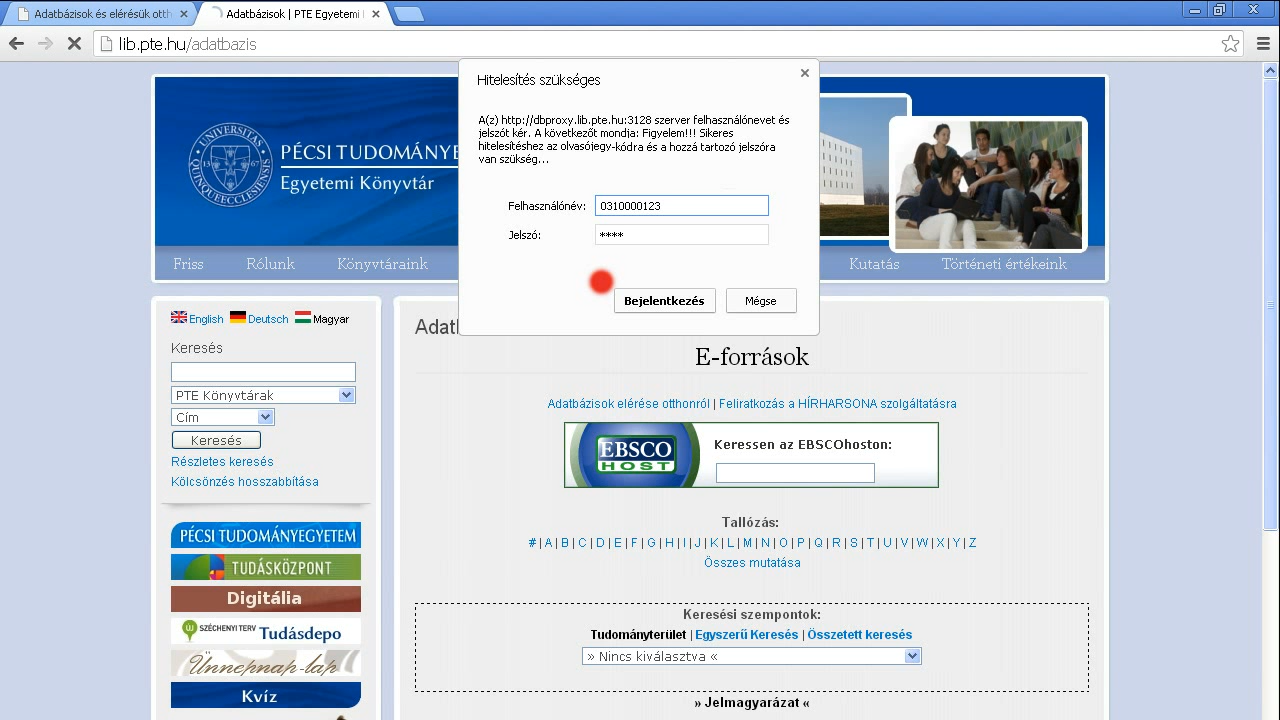 Adatbázisok és elérésük otth
Adatbázisok | PTE Egyetemi
lib.pte.hu/adatbazis
Hitelesítés szükséges
A(z) http://dbproxy.lib.pte.hu:3128 szerver felhasználónevet és
jelszót kér. A következőt mondja: Figyelem!!! Sikeres
hitelesítéshez az olvasójegy-kódra és a hozzá tartozó jelszóra
van szükség...
Felhasználónév: 0310000123
Jelszó: ****
Bejelentkezés Mégse
UNIVERSITAS
QUINQUEECCLESIENSIS
1367
PÉCSI TUDOMÁNYE
Egyetemi Könyvtár
Friss Rólunk Könyvtáraink Kutatás Történeti értékeink
English Deutsch Magyar
Keresés
PTE Könyvtárak
Cím
Keresés
Részletes keresés
Kölcsönzés hosszabbítása
PÉCSI TUDOMÁNYEGYETEM
TUDÁSKÖZPONT
Digitália
SZÉCHENYI TERV Tudásdepo
Ünnepnap-lap
Kvíz
Adatb
E-források
Adatbázisok elérése otthonról | Feliratkozás a HÍRHARSONA szolgáltatásra
EBSCO
HOST
Keressen az EBSCOhoston:
Tallózás:
# | A | B | C | D | E | F | G | H | I | J | K | L | M | N | O | P | Q | R | S | T | U | V | W | X | Y | Z
Összes mutatása
Keresési szempontok:
Tudományterület | Egyszerű Keresés | Összetett keresés
» Nincs kiválasztva «
» Jelmagyarázat «